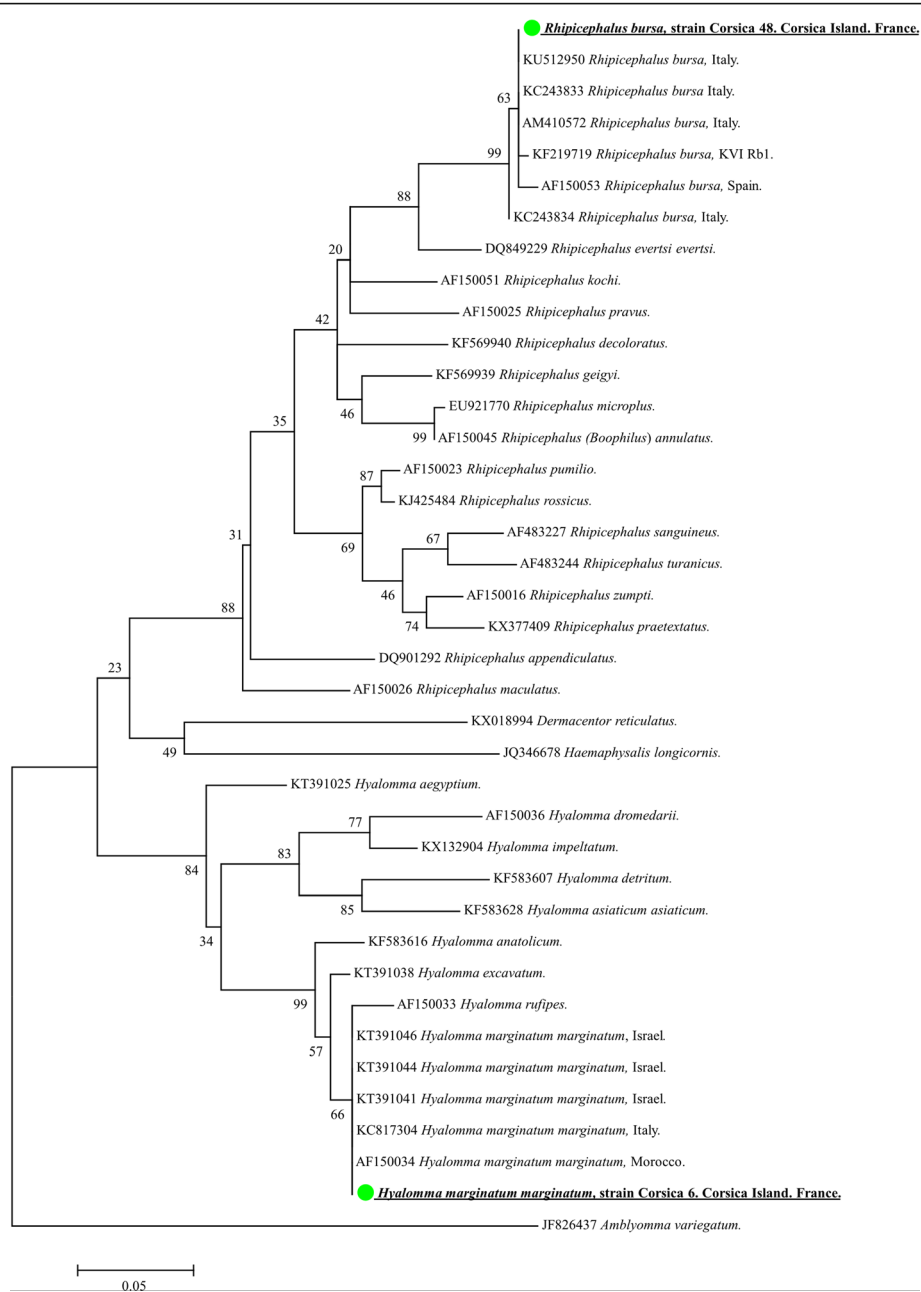 Rhipicephalus bursa, strain Corsica 48. Corsica Island. France.
KU512950 Rhipicephalus bursa, Italy.
KC243833 Rhipicephalus bursa Italy.
63
AM410572 Rhipicephalus bursa, Italy.
KF219719 Rhipicephalus bursa, KVI Rb1.
99
AF150053 Rhipicephalus bursa, Spain.
88
KC243834 Rhipicephalus bursa, Italy.
20
DQ849229 Rhipicephalus evertsi evertsi.
AF150051 Rhipicephalus kochi.
AF150025 Rhipicephalus pravus.
42
KF569940 Rhipicephalus decoloratus.
KF569939 Rhipicephalus geigyi.
46
EU921770 Rhipicephalus microplus.
35
99
AF150045 Rhipicephalus (Boophilus) annulatus.
87
AF150023 Rhipicephalus pumilio.
KJ425484 Rhipicephalus rossicus.
31
69
67
AF483227 Rhipicephalus sanguineus.
AF483244 Rhipicephalus turanicus.
46
AF150016 Rhipicephalus zumpti.
88
74
KX377409 Rhipicephalus praetextatus.
DQ901292 Rhipicephalus appendiculatus.
23
AF150026 Rhipicephalus maculatus.
KX018994 Dermacentor reticulatus.
49
JQ346678 Haemaphysalis longicornis.
KT391025 Hyalomma aegyptium.
77
AF150036 Hyalomma dromedarii.
83
KX132904 Hyalomma impeltatum.
84
KF583607 Hyalomma detritum.
85
KF583628 Hyalomma asiaticum asiaticum.
34
KF583616 Hyalomma anatolicum.
KT391038 Hyalomma excavatum.
99
AF150033 Hyalomma rufipes.
KT391046 Hyalomma marginatum marginatum, Israel.
57
KT391044 Hyalomma marginatum marginatum, Israel.
KT391041 Hyalomma marginatum marginatum, Israel.
66
KC817304 Hyalomma marginatum marginatum, Italy.
AF150034 Hyalomma marginatum marginatum, Morocco.
Hyalomma marginatum marginatum, strain Corsica 6. Corsica Island. France.
JF826437 Amblyomma variegatum.
0.05